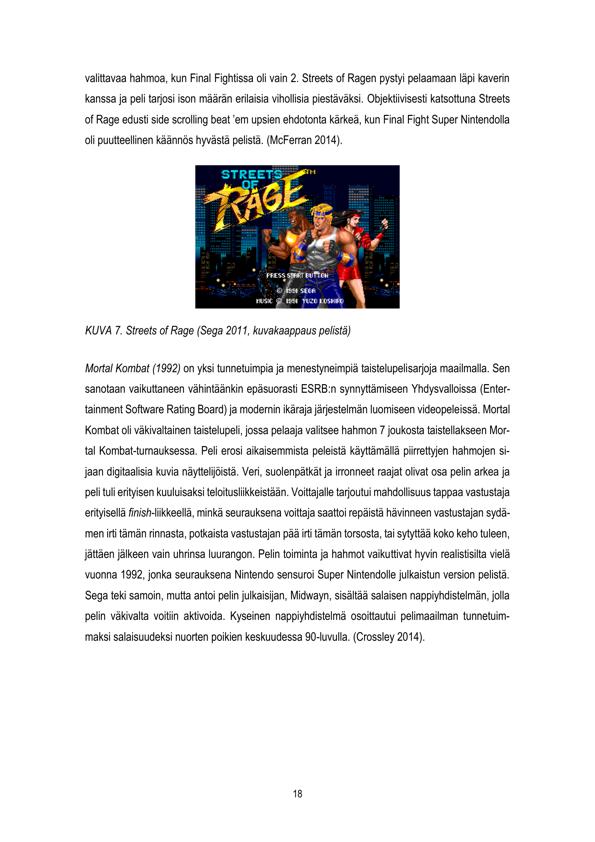 valittavaa hahmoa, kun Final Fightissa oli vain 2. Streets of Ragen pystyi pelaamaan läpi kaverin
kanssa ja peli tarjosi ison määrän erilaisia vihollisia piestäväksi. Objektiivisesti katsottuna Streets
of Rage edusti side scrolling beat 'em upsien ehdotonta kärkeä, kun Final Fight Super Nintendolla
oli puutteellinen käännös hyvästä pelistä. (McFerran 2014).
STREETS
OF
RAGE TM
PRESS START BUTTON
© 1991 SEGA
MUSIC © 1991 YUZO KOSHIRO
KUVA 7. Streets of Rage (Sega 2011, kuvakaappaus pelistä)
Mortal Kombat (1992) on yksi tunnetuimpia ja menestyneimpiä taistelupelisarjoja maailmalla. Sen
sanotaan vaikuttaneen vähintäänkin epäsuorasti ESRB:n synnyttämiseen Yhdysvalloissa (Enter-
tainment Software Rating Board) ja modernin ikäraja järjestelmän luomiseen videopeleissä. Mortal
Kombat oli väkivaltainen taistelupeli, jossa pelaaja valitsee hahmon 7 joukosta taistellakseen Mor-
tal Kombat-turnauksessa. Peli erosi aikaisemmista peleistä käyttämällä piirrettyjen hahmojen si-
jaan digitaalisia kuvia näyttelijöistä. Veri, suolenpätkät ja irronneet raajat olivat osa pelin arkea ja
peli tuli erityisen kuuluisaksi teloitusliikkeistään. Voittajalle tarjoutui mahdollisuus tappaa vastustaja
erityisellä finish-liikkeellä, minkä seurauksena voittaja saattoi repäistä hävinneen vastustajan sydä-
men irti tämän rinnasta, potkaista vastustajan pää irti tämän torsosta, tai sytyttää koko keho tuleen,
jättäen jälkeen vain uhrinsa luurangon. Pelin toiminta ja hahmot vaikuttivat hyvin realistisilta vielä
vuonna 1992, jonka seurauksena Nintendo sensuroi Super Nintendolle julkaistun version pelistä.
Sega teki samoin, mutta antoi pelin julkaisijan, Midwayn, sisältää salaisen nappiyhdistelmän, jolla
pelin väkivalta voitiin aktivoida. Kyseinen nappiyhdistelmä osoittautui pelimaailman tunnetuim-
maksi salaisuudeksi nuorten poikien keskuudessa 90-luvulla. (Crossley 2014).
18